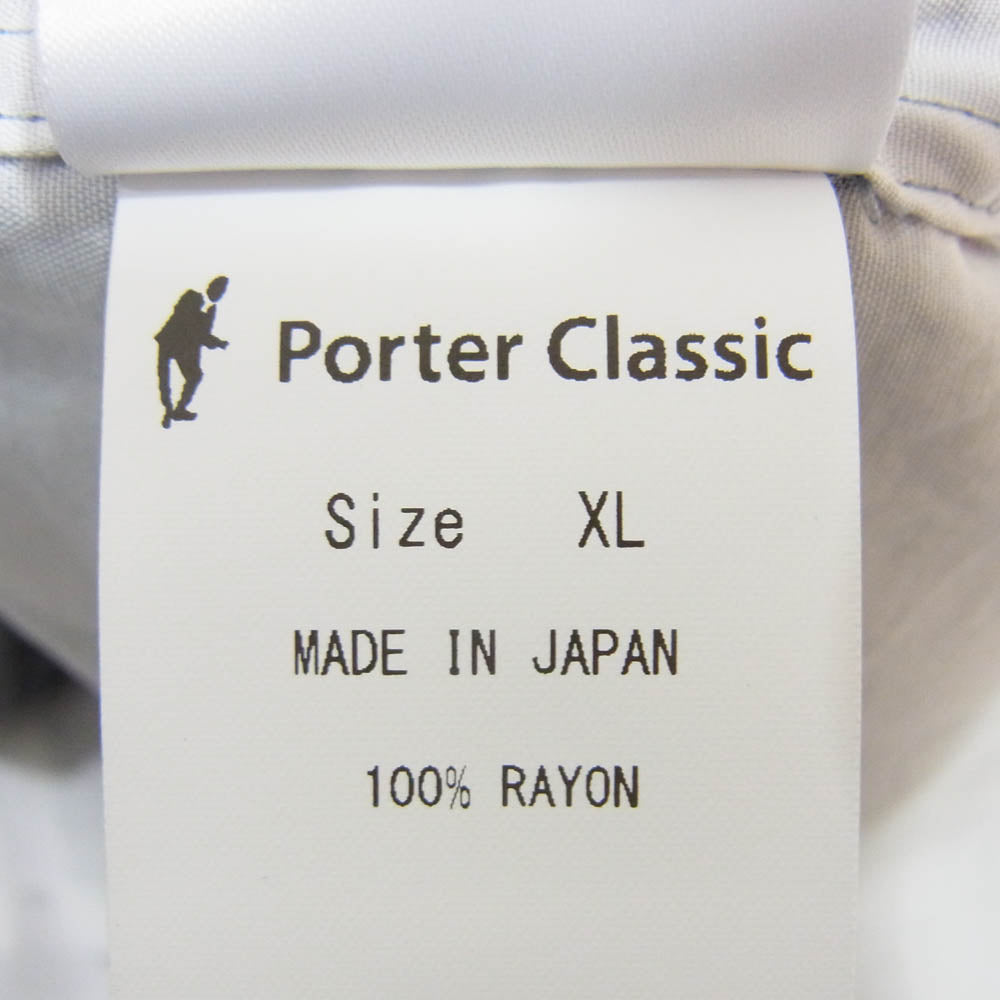 Porter Classic
Size XL
MADE IN JAPAN
100% RAYON